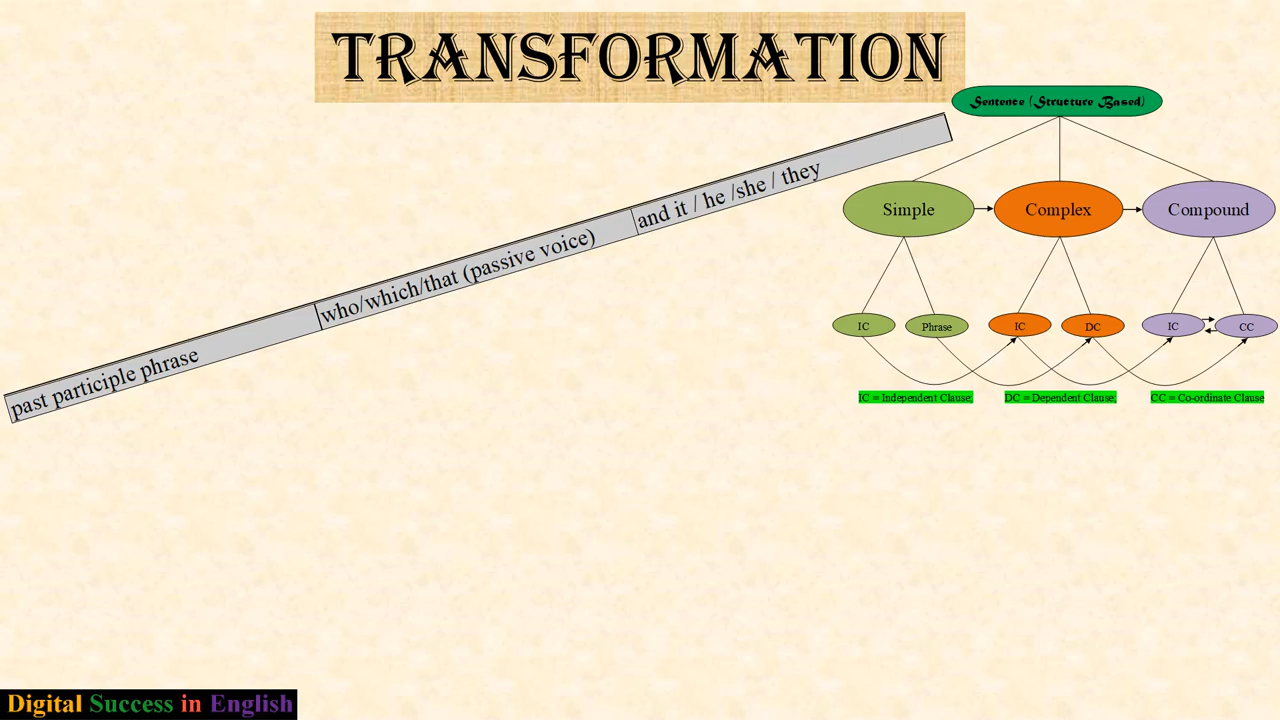 TRANSFORMATION
Sentence (Structure Based)
past participle phrase
who/which/that (passive voice)
and it / he /she / they
Simple
Complex
Compound
IC
Phrase
IC
DC
IC
CC
IC = Independent Clause;
DC = Dependent Clause;
CC = Co-ordinate Clause
Digital Success in English